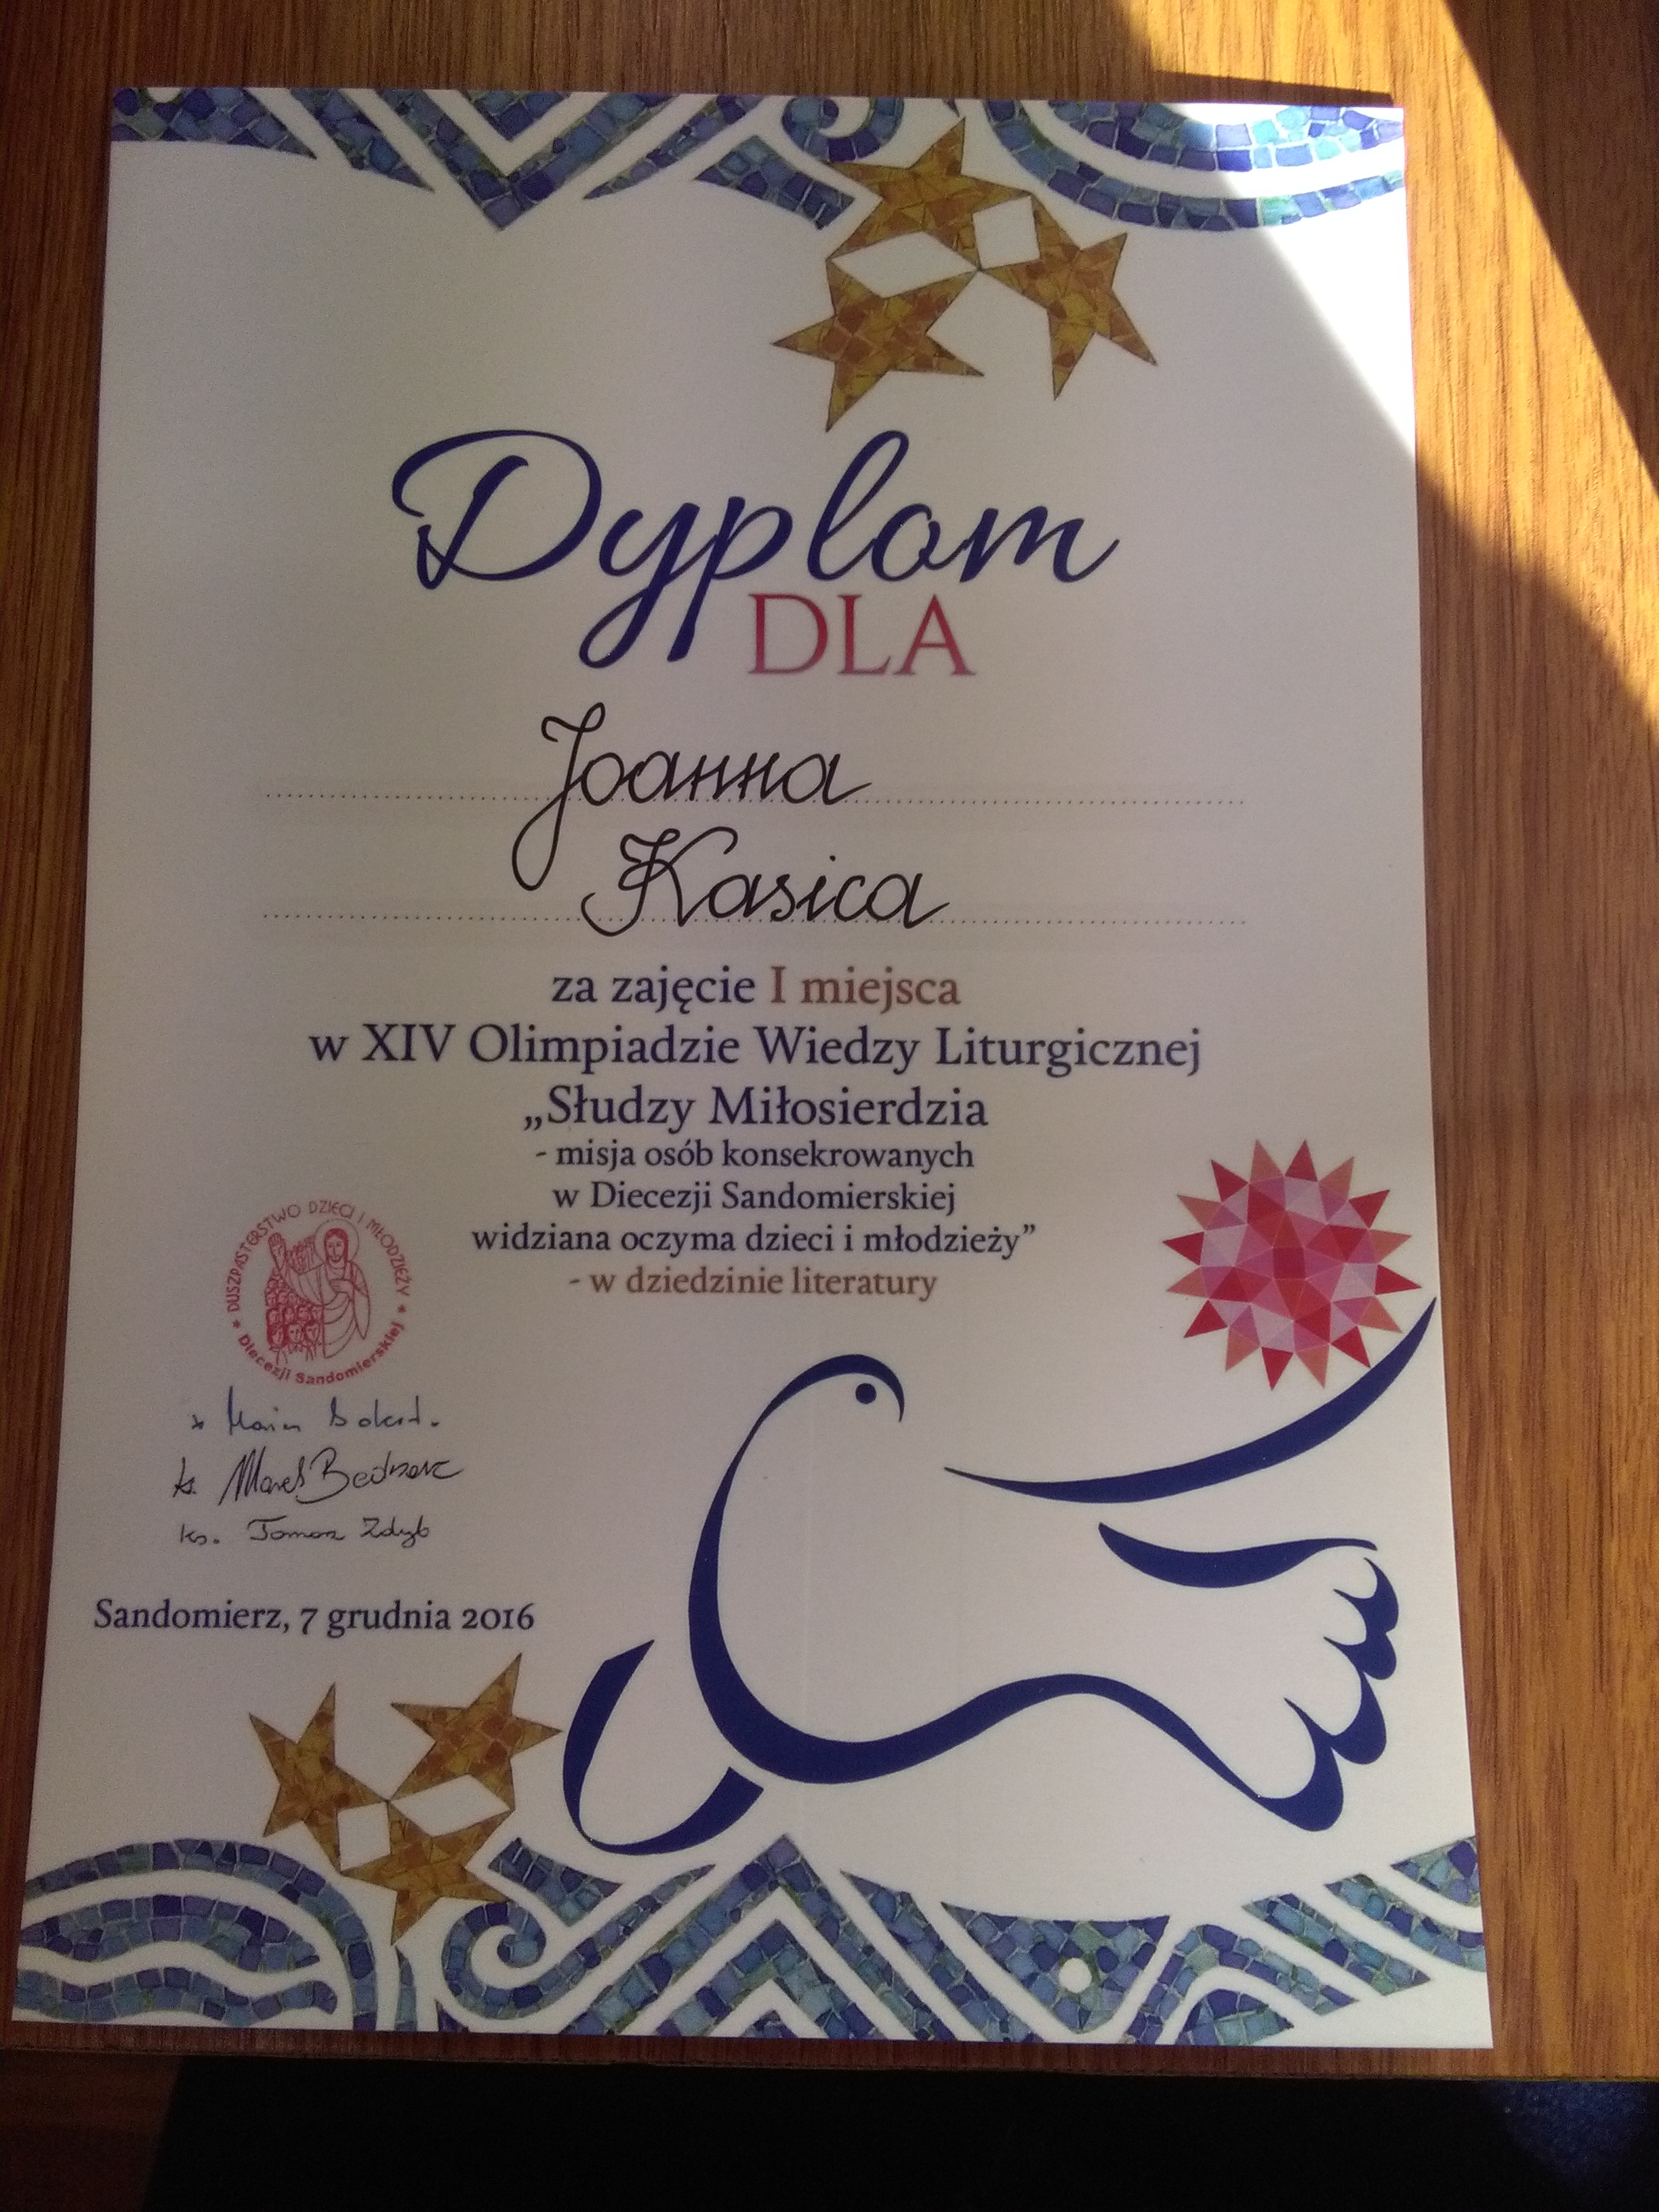 Dyplom
DLA
Joanna
Kasica
za zajęcie I miejsca
w XIV Olimpiadzie Wiedzy Liturgicznej
„Słudzy Miłosierdzia
- misja osób konsekrowanych
w Diecezji Sandomierskiej
widziana oczyma dzieci i młodzieży”
- w dziedzinie literatury
DUSZPASTERSTWO DZIECI I MŁODZIEŻY
* Diecezji Sandomierskiej *
ks. Marek
ks. Tomasz Zdyb
Sandomierz, 7 grudnia 2016